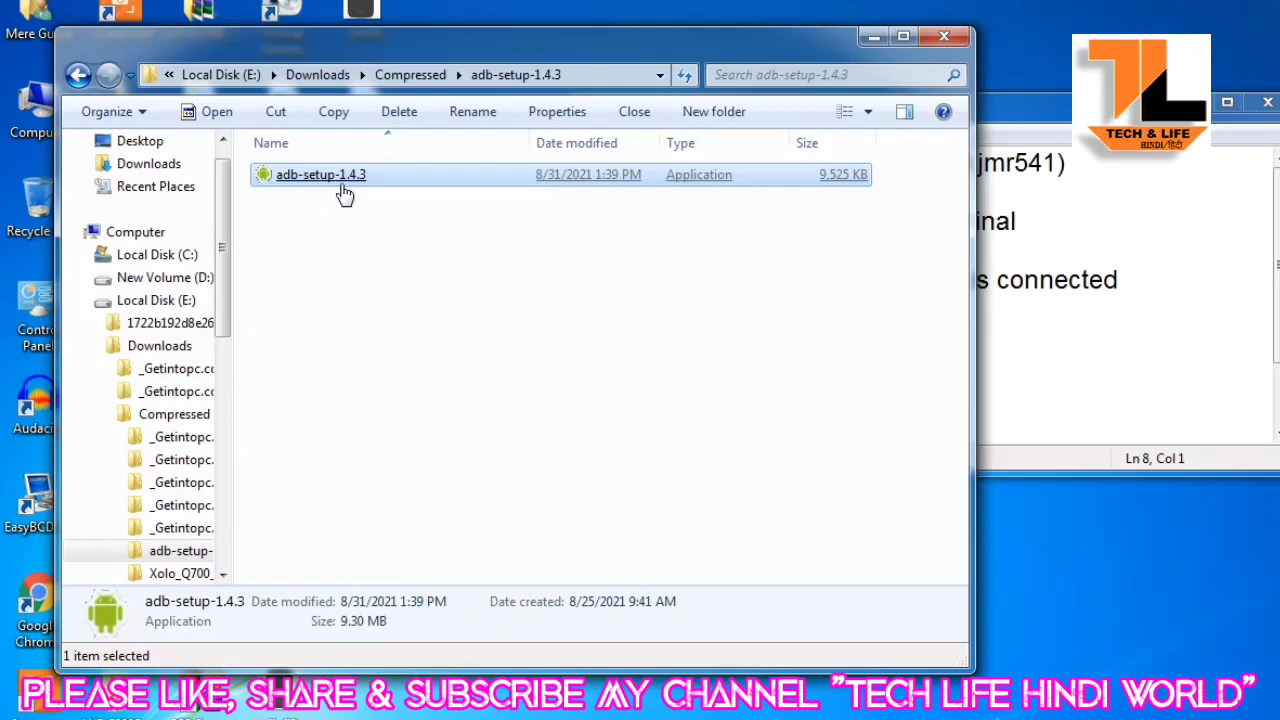 Mere Gu
TECH & LIFE
HINDI/हिंदी
« Local Disk (E:) Downloads Compressed adb-setup-1.4.3
Search adb-setup-1.4.3
Organize Open Cut Copy Delete Rename Properties Close New folder
Desktop
Downloads
Recent Places
Computer
Local Disk (C:)
New Volume (D:)
Local Disk (E:)
1722b192d8e26
Downloads
_Getintopc.cc
_Getintopc.c
Compressed
_Getintopc.
_Getintopc.
_Getintopc.
_Getintopc.
_Getintopc.
adb-setup-
Xolo_Q700_
Name Date modified Type Size
adb-setup-1.4.3 8/31/2021 1:39 PM Application 9,525 KB
adb-setup-1.4.3 Date modified: 8/31/2021 1:39 PM Date created: 8/25/2021 9:41 AM
Application Size: 9.30 MB
1 item selected
jmr541)
inal
s connected
Ln 8, Col 1
Compu
Recycle
Contro
Panel
Audaci
EasyBCD
Googl
Chrom
PLEASE LIKE, SHARE & SUBSCRIBE MY CHANNEL "TECH LIFE HINDI WORLD"